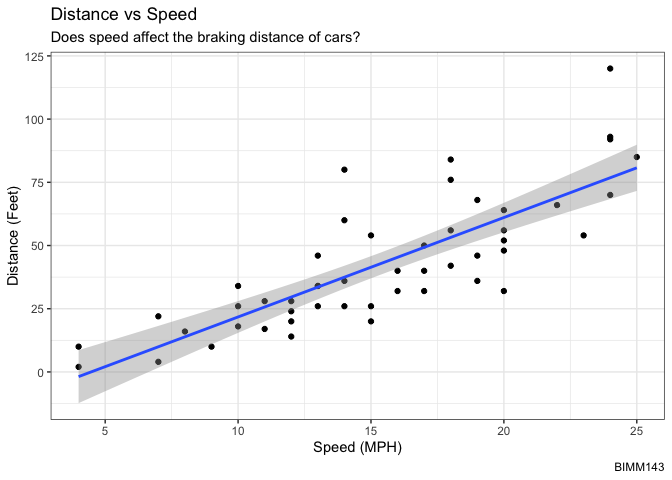 Distance vs Speed
Does speed affect the braking distance of cars?
125
100
75
50
25
0
Distance (Feet)
5 10 15 20 25
Speed (MPH)
BIMM143